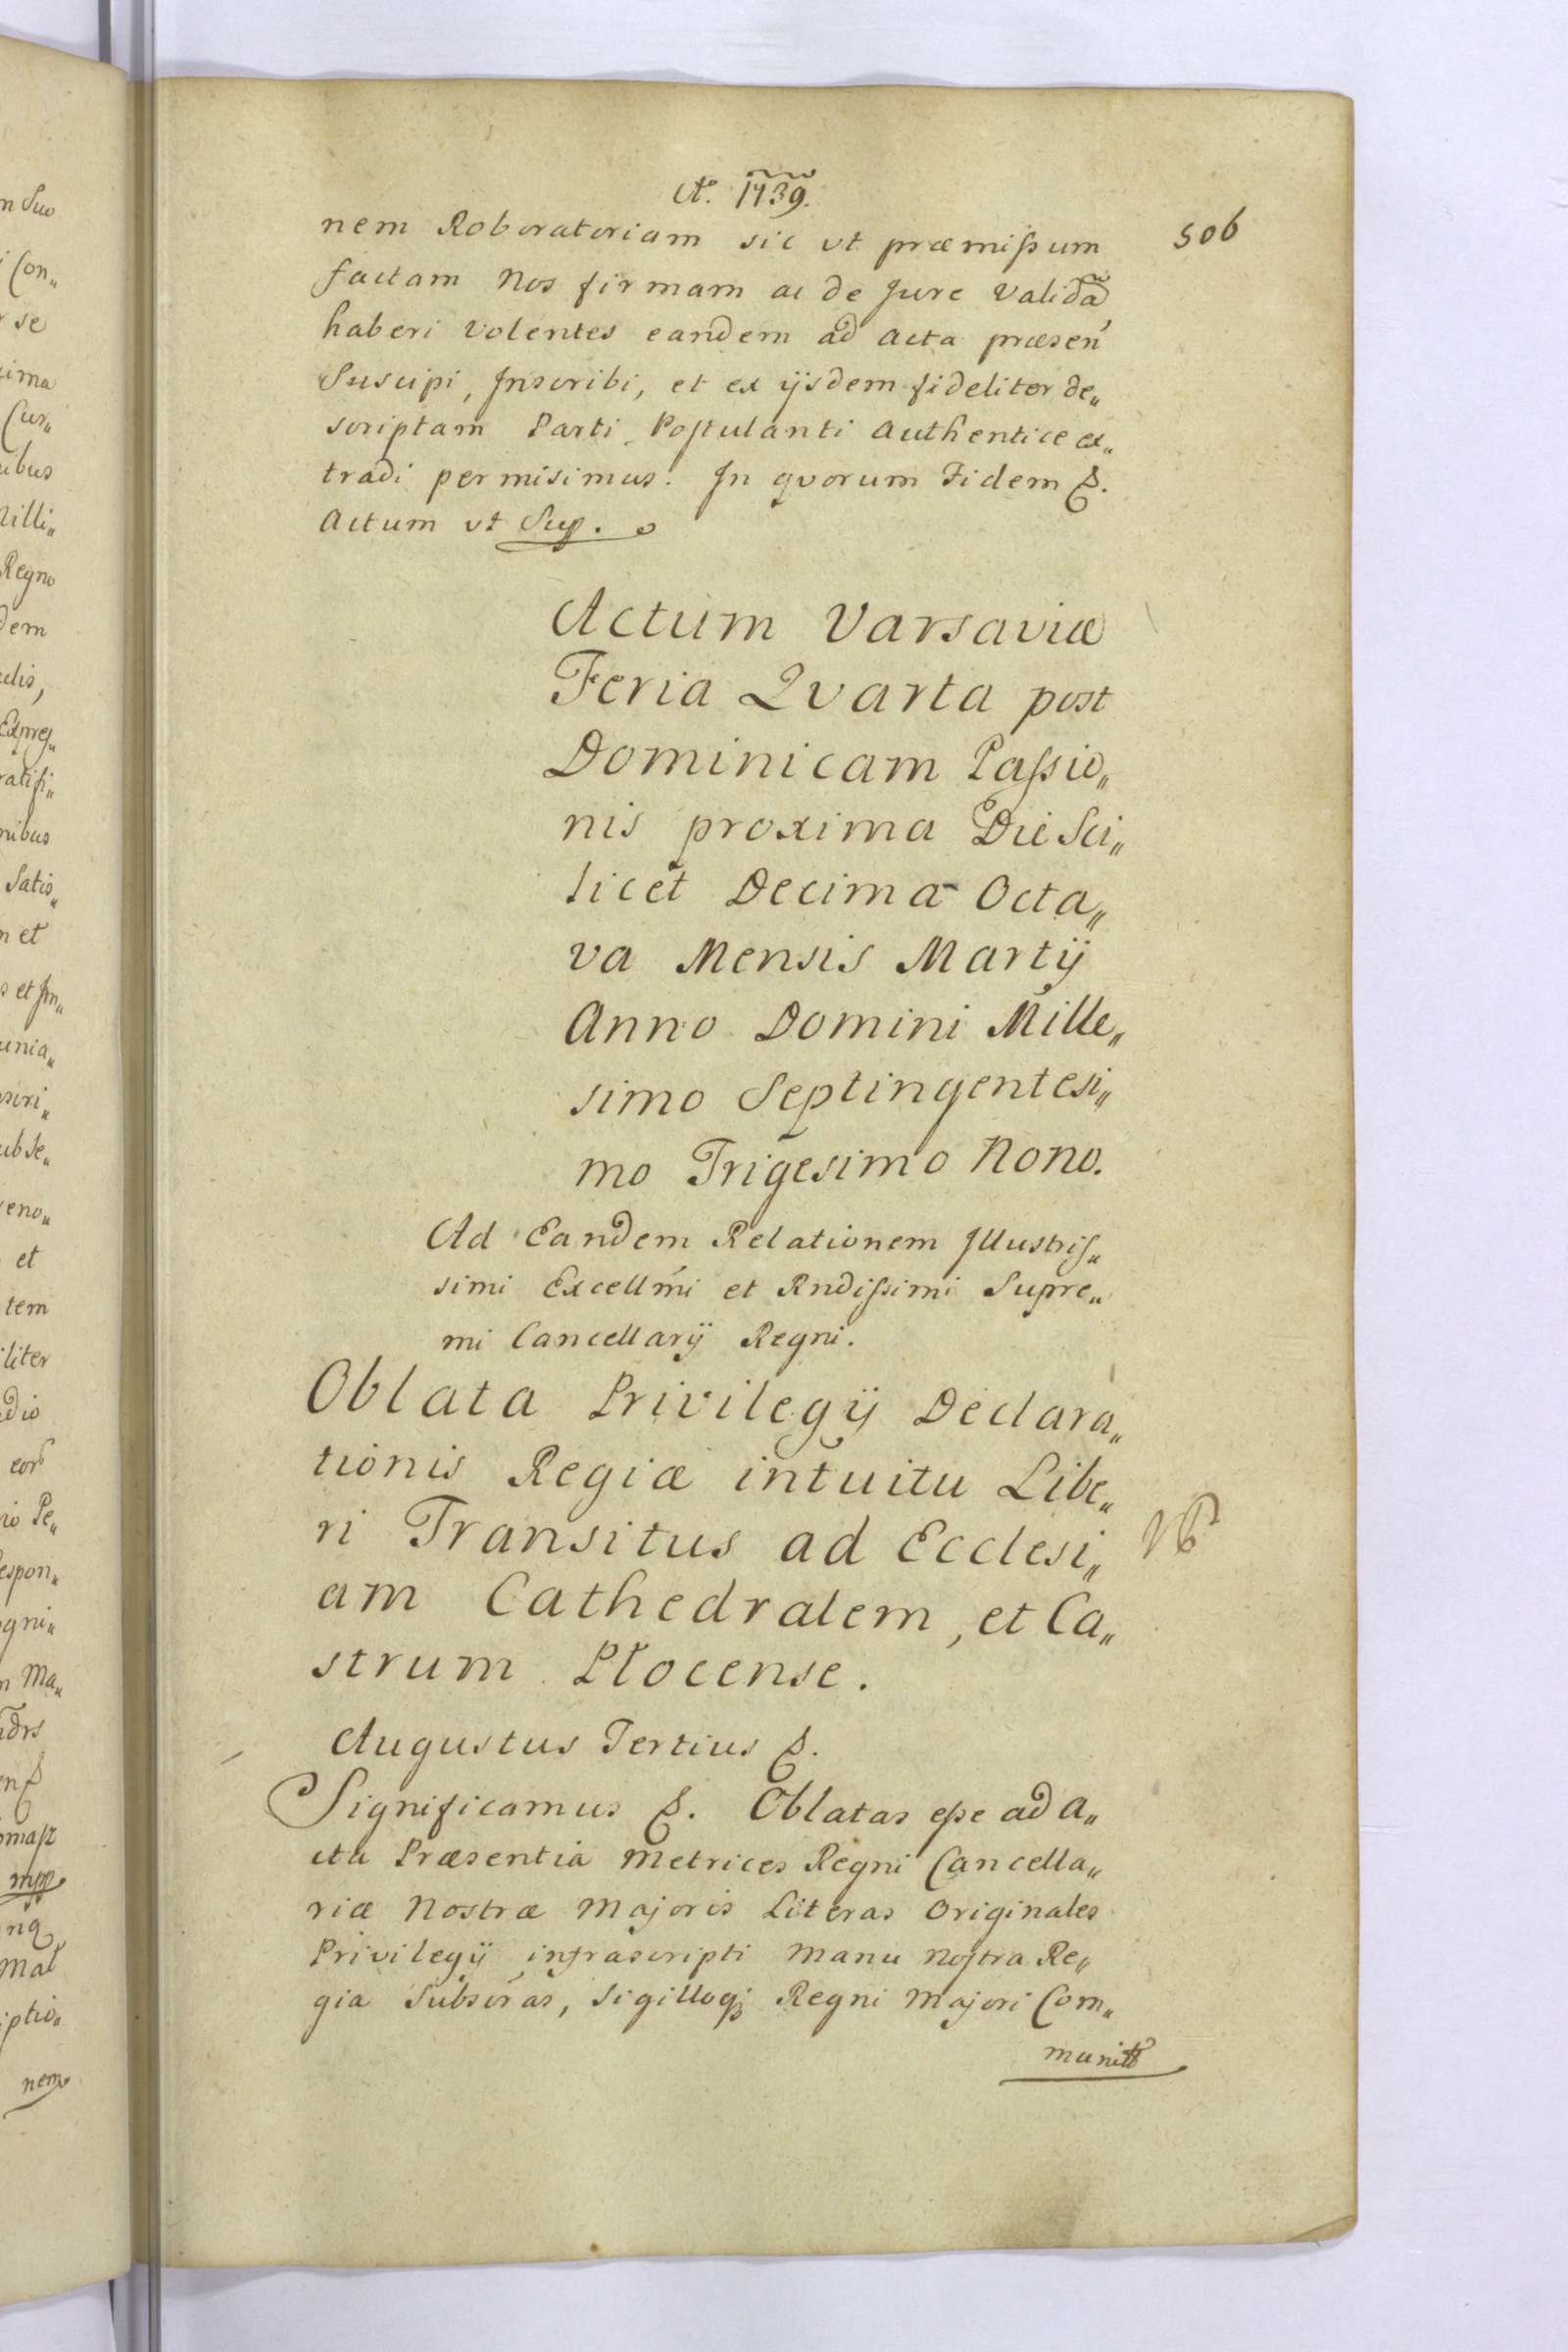 Aº. 1739.
506
nem Roboratoriam sic vt præmissum
factam Nos firmam ac de Jure Validã
haberi Volentes eandem ad Acta præsen
Suscipi, Inscribi, et ex ijsdem fideliter de„
scriptam Parti Postulanti Authentice ex„
tradi permisimus. In qvorum Fidem &.
Actum vt Sup.
Actum Varsaviæ
Feria Qvarta post
Dominicam Passio„
nis proxima Die Sci„
licet Decima Octa„
va Mensis Martij
Anno Domini Mille„
simo Septingentesi„
mo Trigesimo Nono.
Ad Eandem Relationem Illustris„
simi Excellmi et Rndissimi Supre„
mi Cancellarij Regni.
Oblata Privilegij Declara„
tionis Regiæ intuitu Libe„
ri Transitus ad Ecclesi„
am Cathedralem, et Ca„
strum Plocense.
Augustus Tertius &.
Significamus &. Oblatas esse ad A„
cta Præsentia Metrices Regni Cancella„
riæ Nostræ Majoris Literas Originales
Privilegij infrascripti Manu Nostra Re„
gia Subscras, Sigilloq; Regni Majori Com„